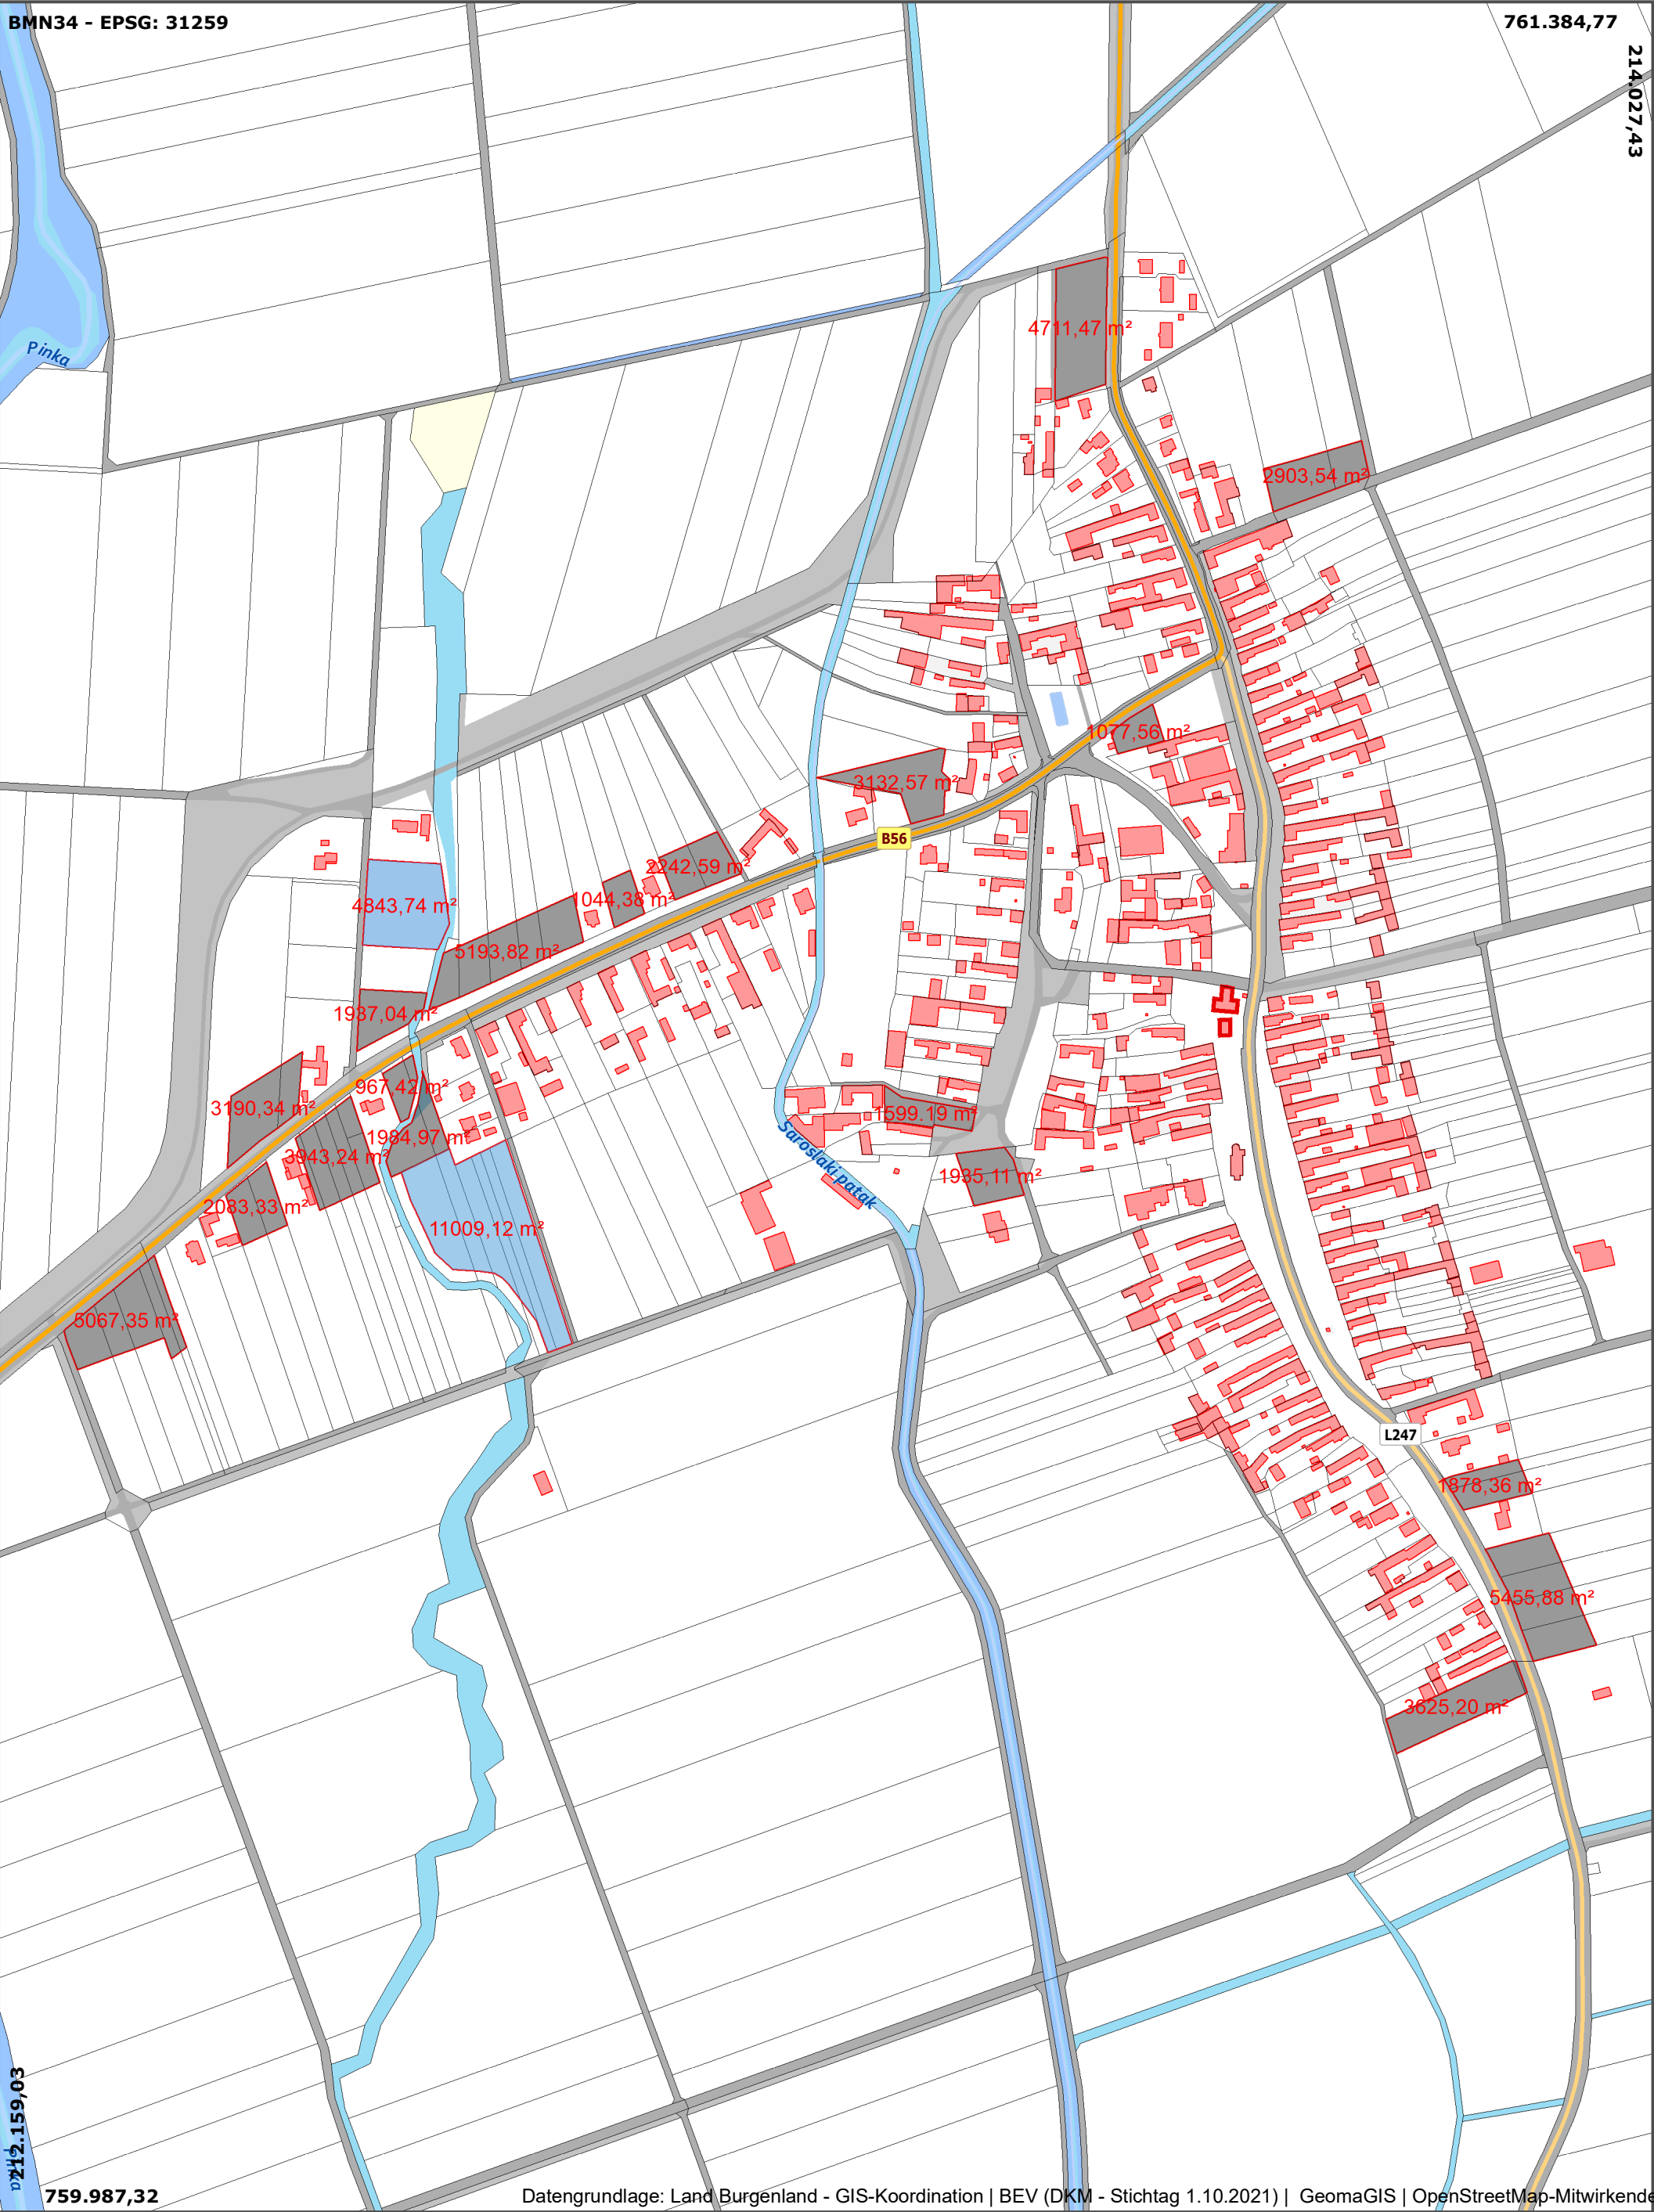 BMN34 - EPSG: 31259
761.384,77
214.027,43
Pinka
4711,47 m²
2903,54 m²
1077,56 m²
3132,57 m²
B56
2242,59 m²
1044,38 m²
4843,74 m²
5193,82 m²
1937,04 m²
967,42 m²
3190,34 m²
1599.19 m²
1984,97 m²
3943,24 m²
Saroslaki patak
1935,11 m²
2083,33 m²
11009,12 m²
5067,35 m²
L247
1878,36 m²
5455,88 m²
3625,20 m²
212.159,03
759.987,32
Datengrundlage: Land Burgenland - GIS-Koordination | BEV (DKM - Stichtag 1.10.2021) | GeomaGIS | OpenStreetMap-Mitwirkende